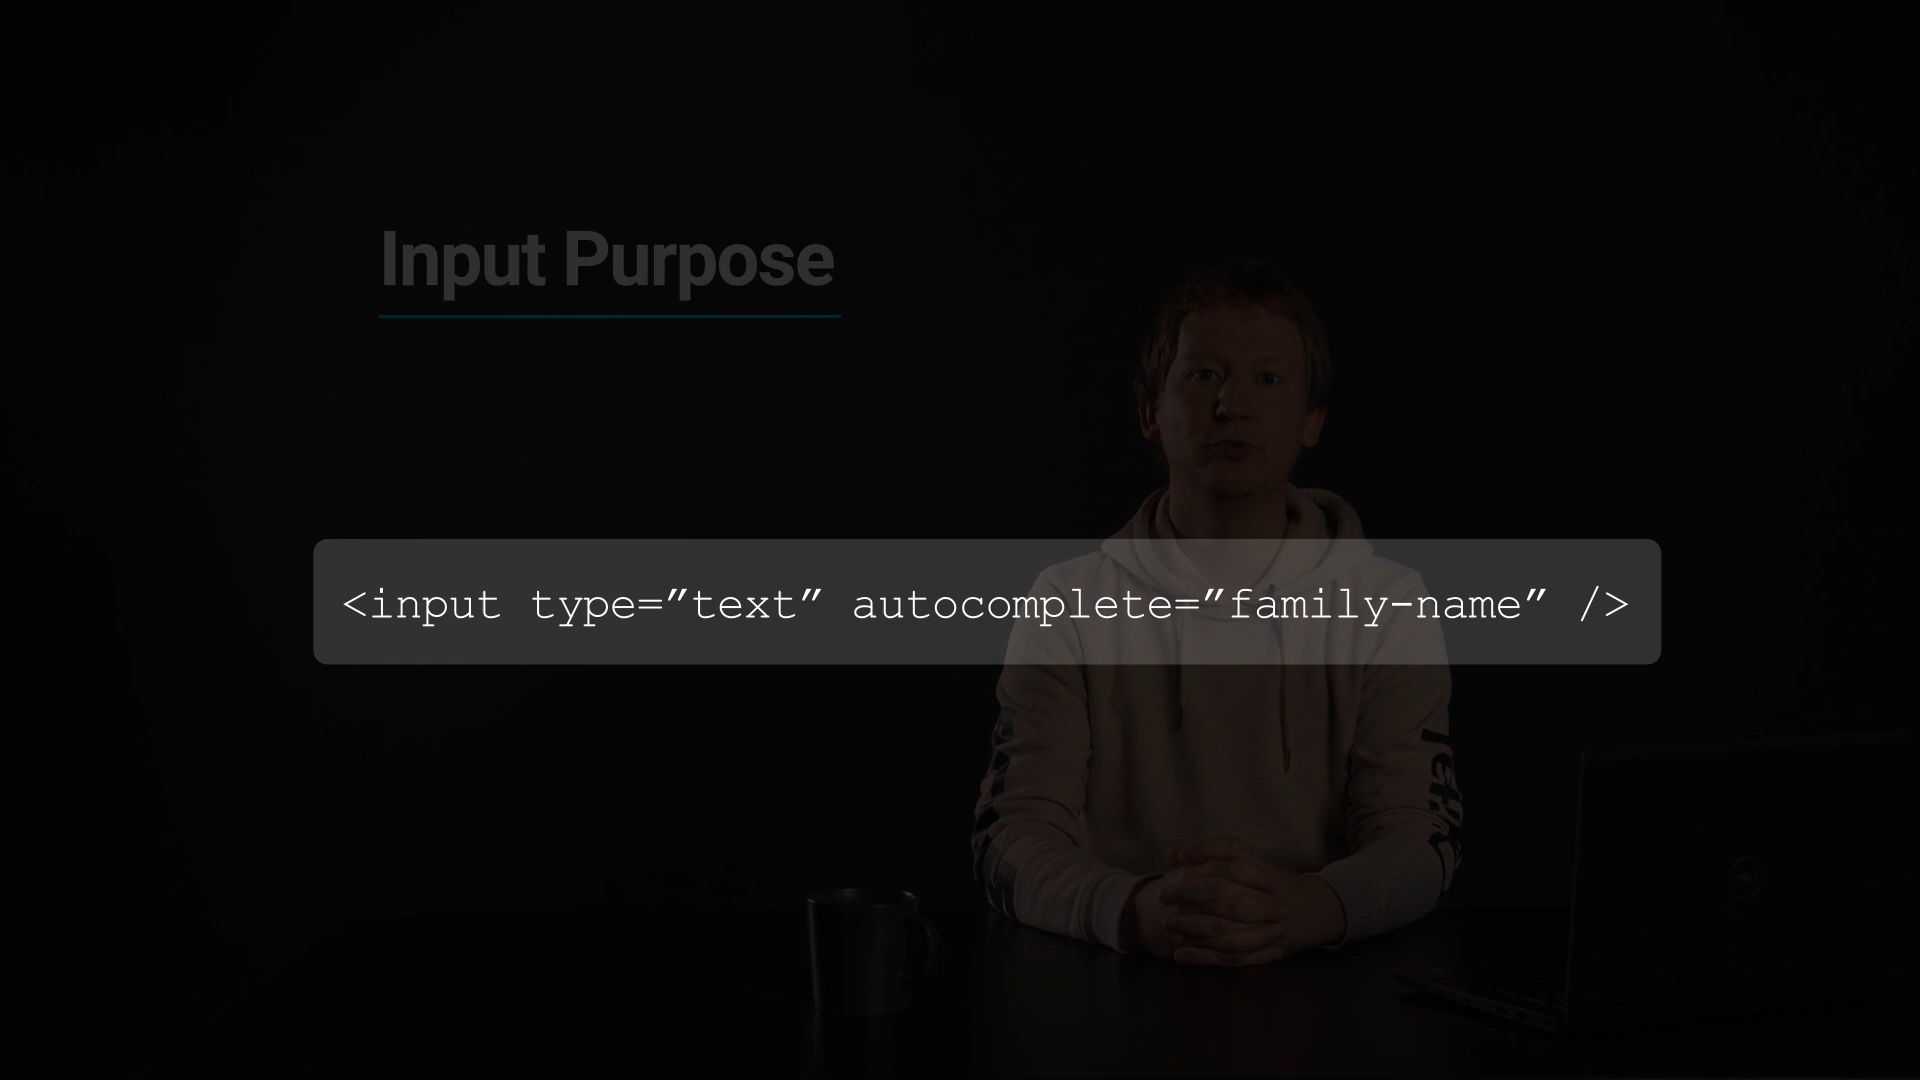 Input Purpose
<input type=”text” autocomplete=”family-name” />